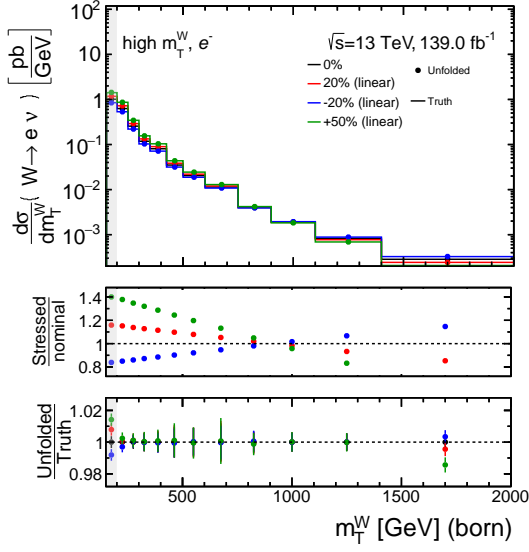 high m_T^W, e^-
√s=13 TeV, 139.0 fb^-1
0%
20% (linear)
-20% (linear)
+50% (linear)
Unfolded
Truth
dσ/dm_T^W ( W→ e ν ) [pb/GeV]
10^2
10
1
10^-1
10^-2
10^-3
Stressed
nominal
1.4
1.2
1
0.8
Unfolded
Truth
1.02
1
0.98
500 1000 1500 2000
m_T^W [GeV] (born)